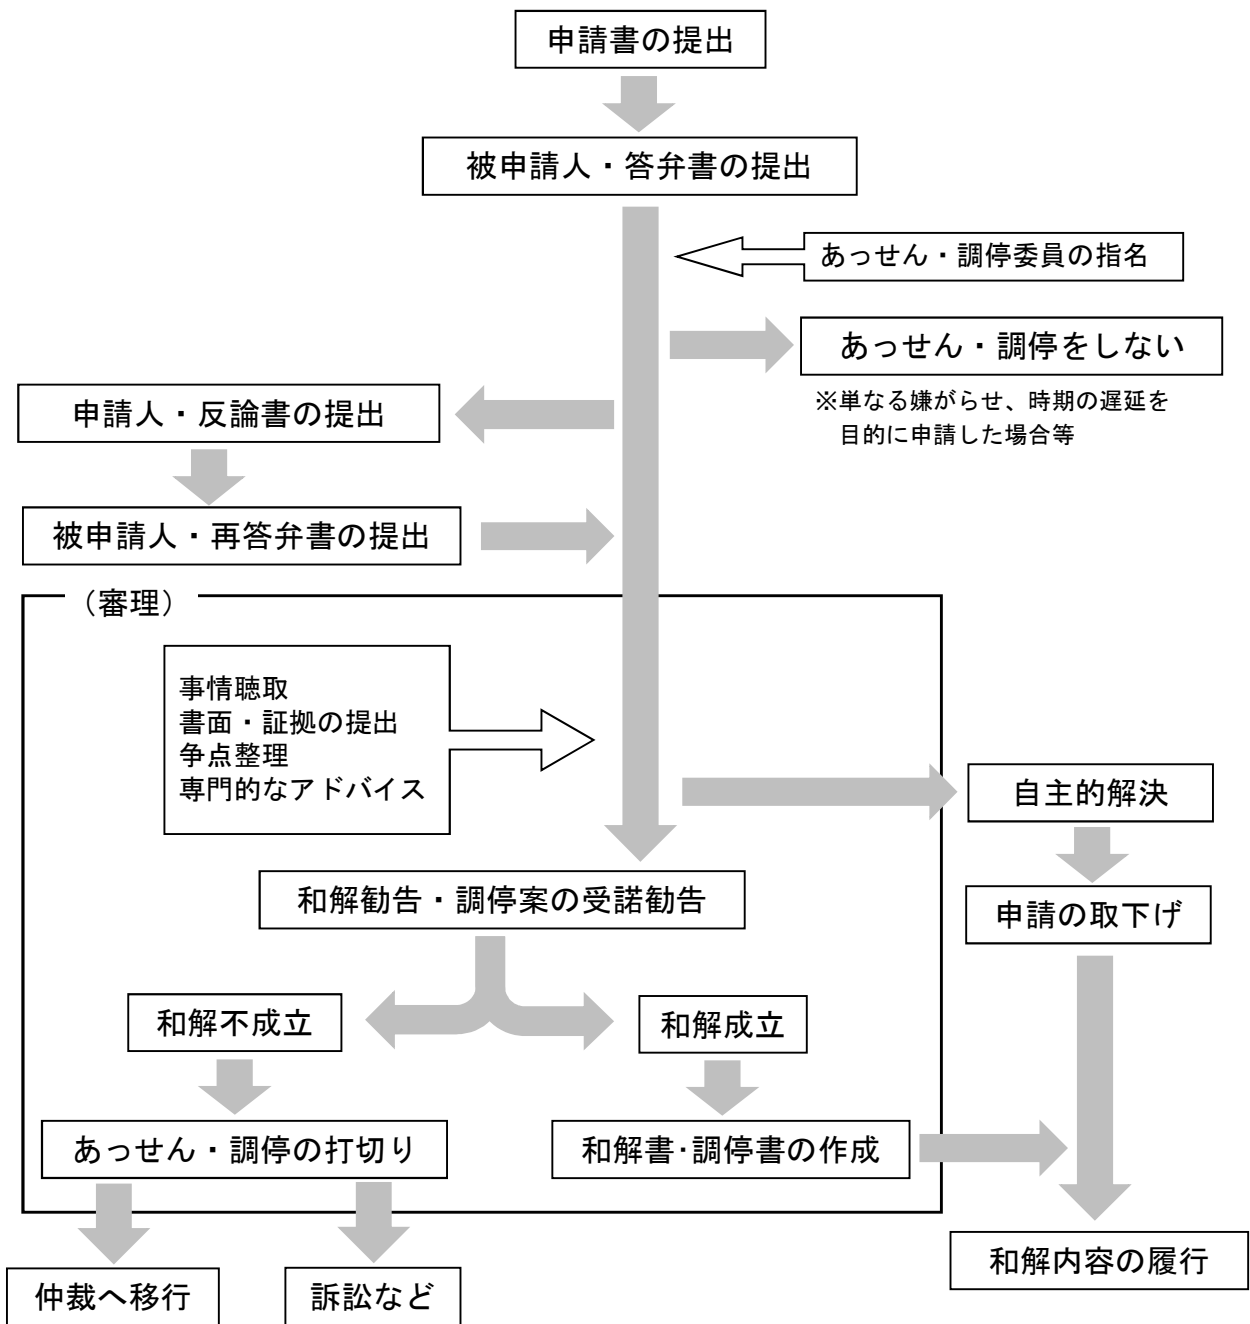 申請書の提出
被申請人・答弁書の提出
あっせん・調停委員の指名
あっせん・調停をしない
※単なる嫌がらせ、時期の遅延を
目的に申請した場合等
申請人・反論書の提出
被申請人・再答弁書の提出
（審理）
事情聴取
書面・証拠の提出
争点整理
専門的なアドバイス
自主的解決
和解勧告・調停案の受諾勧告
申請の取下げ
和解不成立
和解成立
あっせん・調停の打切り
和解書･調停書の作成
和解内容の履行
仲裁へ移行
訴訟など